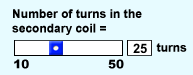 Number of turns in the
secondary coil =
25 turns
10 50